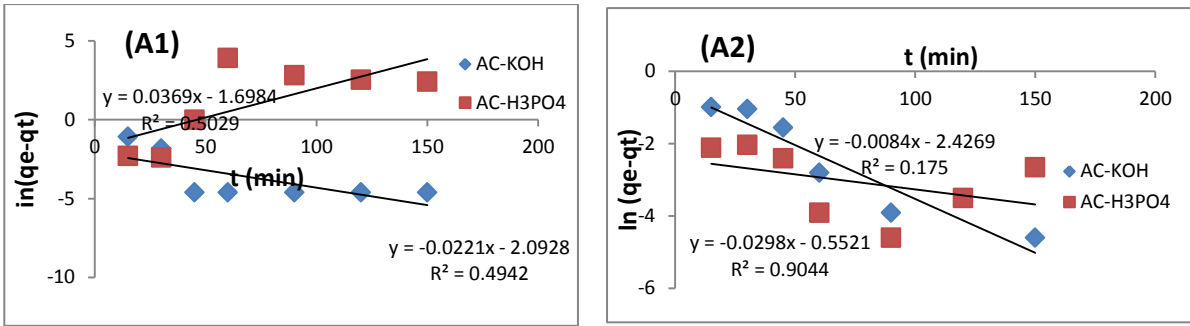 (A1)
5
0
-5
-10
0
50
100
150
200
in(qe-qt)
t (min)
y = 0.0369x - 1.6984
R² = 0.5029
y = -0.0221x - 2.0928
R² = 0.4942
AC-KOH
AC-H3PO4
(A2)
t (min)
0
-2
-4
-6
0
50
100
150
200
ln (qe-qt)
y = -0.0084x - 2.4269
R² = 0.175
y = -0.0298x - 0.5521
R² = 0.9044
AC-KOH
AC-H3PO4